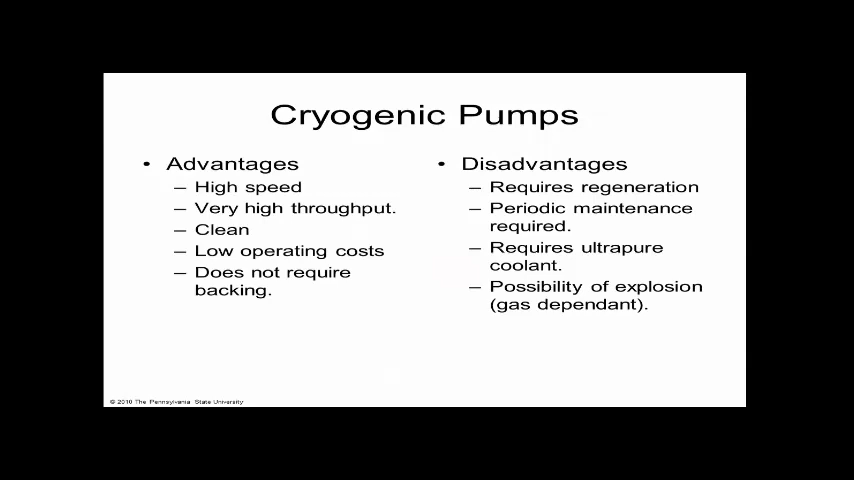 Cryogenic Pumps
• Advantages
– High speed
– Very high throughput.
– Clean
– Low operating costs
– Does not require
backing.
• Disadvantages
– Requires regeneration
– Periodic maintenance
required.
– Requires ultrapure
coolant.
– Possibility of explosion
(gas dependant).
© 2010 The Pennsylvania State University